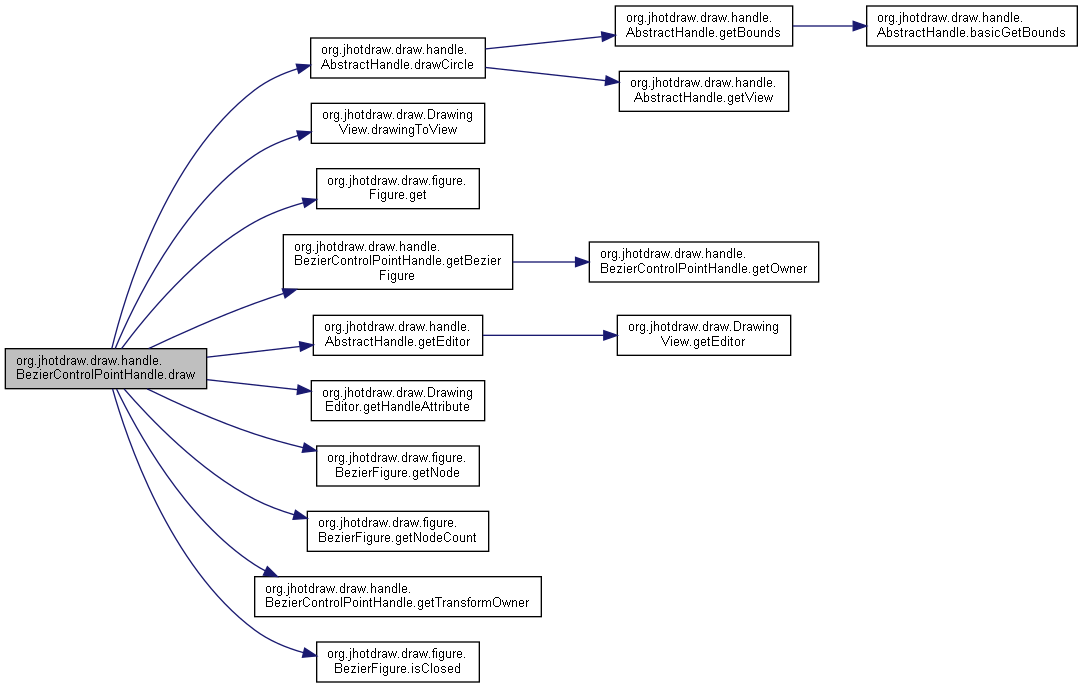 org.jhotdraw.draw.handle.
BezierControlPointHandle.draw
org.jhotdraw.draw.handle.
AbstractHandle.drawCircle
org.jhotdraw.draw.handle.
AbstractHandle.getBounds
org.jhotdraw.draw.handle.
AbstractHandle.basicGetBounds
org.jhotdraw.draw.handle.
AbstractHandle.getView
org.jhotdraw.draw.Drawing
View.drawingToView
org.jhotdraw.draw.figure.
Figure.get
org.jhotdraw.draw.handle.
BezierControlPointHandle.getBezier
Figure
org.jhotdraw.draw.handle.
BezierControlPointHandle.getOwner
org.jhotdraw.draw.handle.
AbstractHandle.getEditor
org.jhotdraw.draw.Drawing
View.getEditor
org.jhotdraw.draw.Drawing
Editor.getHandleAttribute
org.jhotdraw.draw.figure.
BezierFigure.getNode
org.jhotdraw.draw.figure.
BezierFigure.getNodeCount
org.jhotdraw.draw.handle.
BezierControlPointHandle.getTransformOwner
org.jhotdraw.draw.figure.
BezierFigure.isClosed